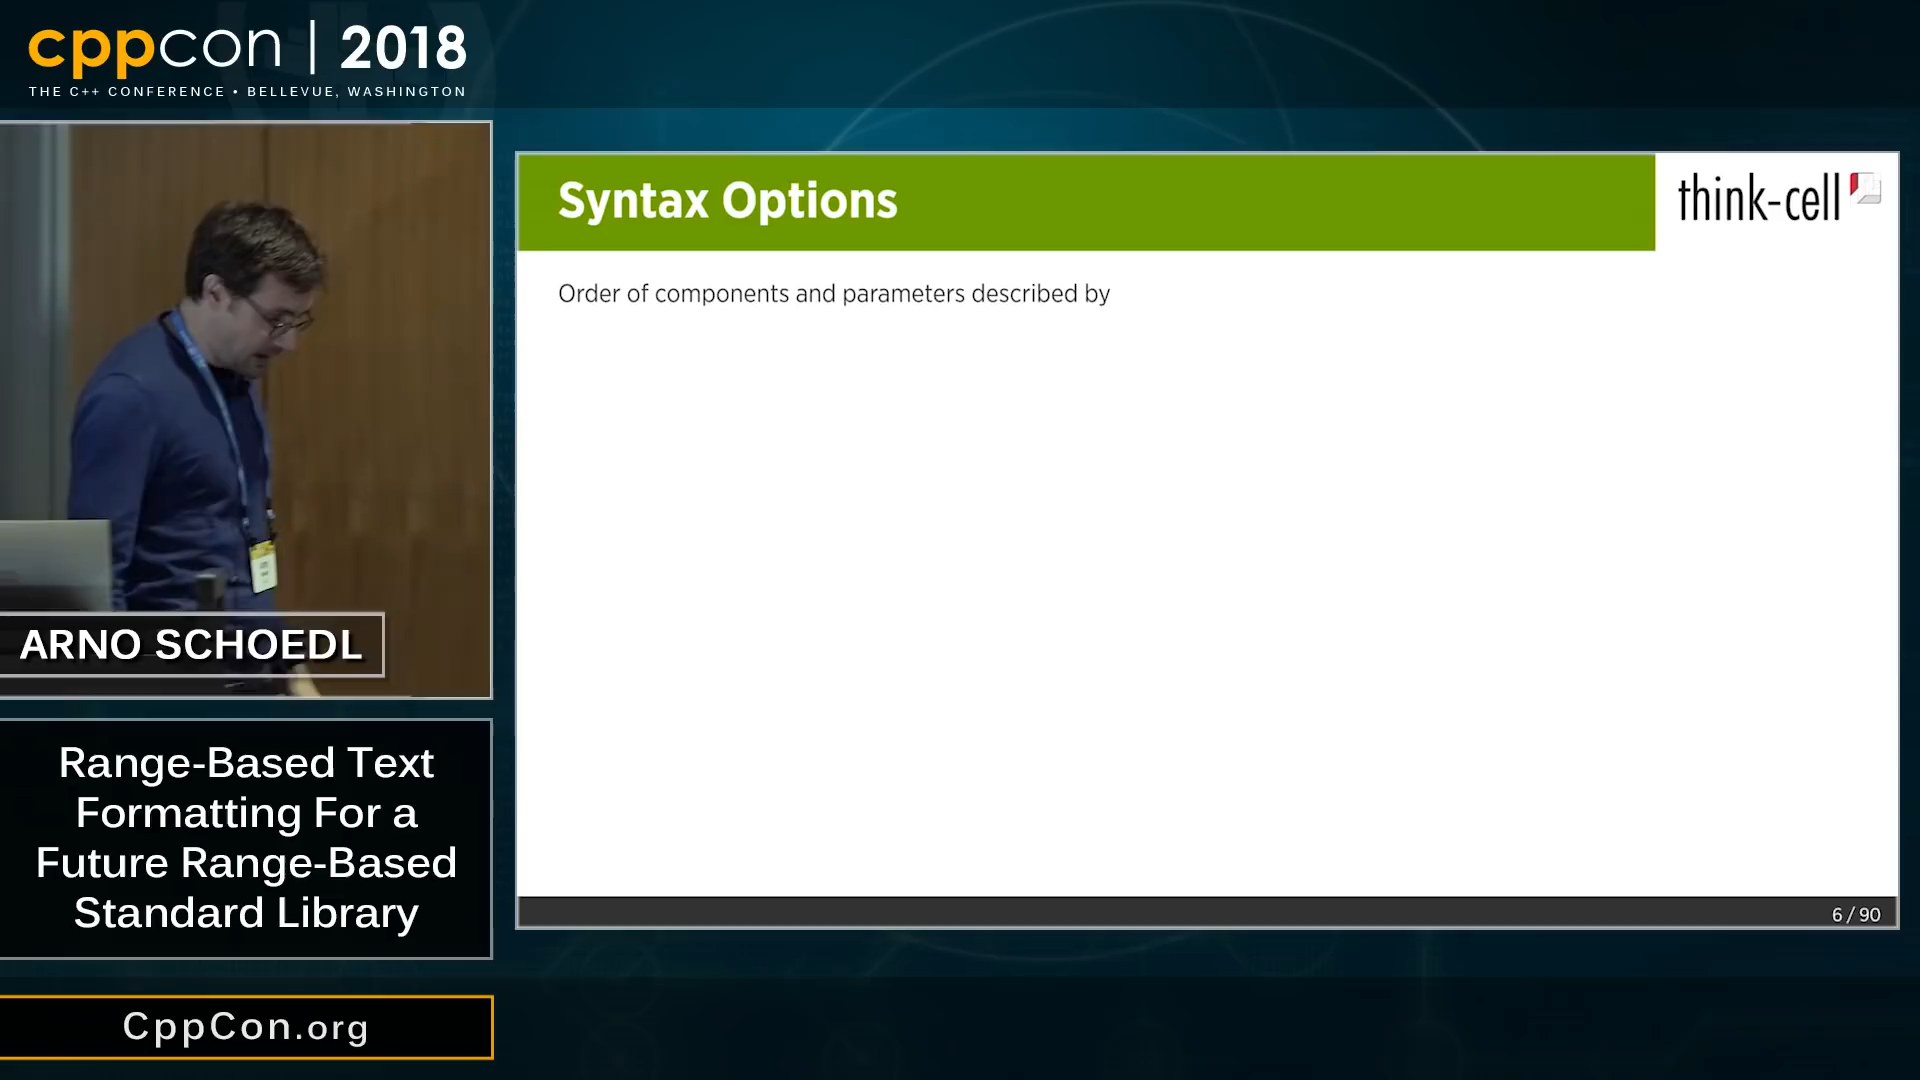 cppcon | 2018
THE C++ CONFERENCE • BELLEVUE, WASHINGTON
ARNO SCHOEDL
Range-Based Text
Formatting For a
Future Range-Based
Standard Library
CppCon.org
Syntax Options
think-cell
Order of components and parameters described by
6 / 90